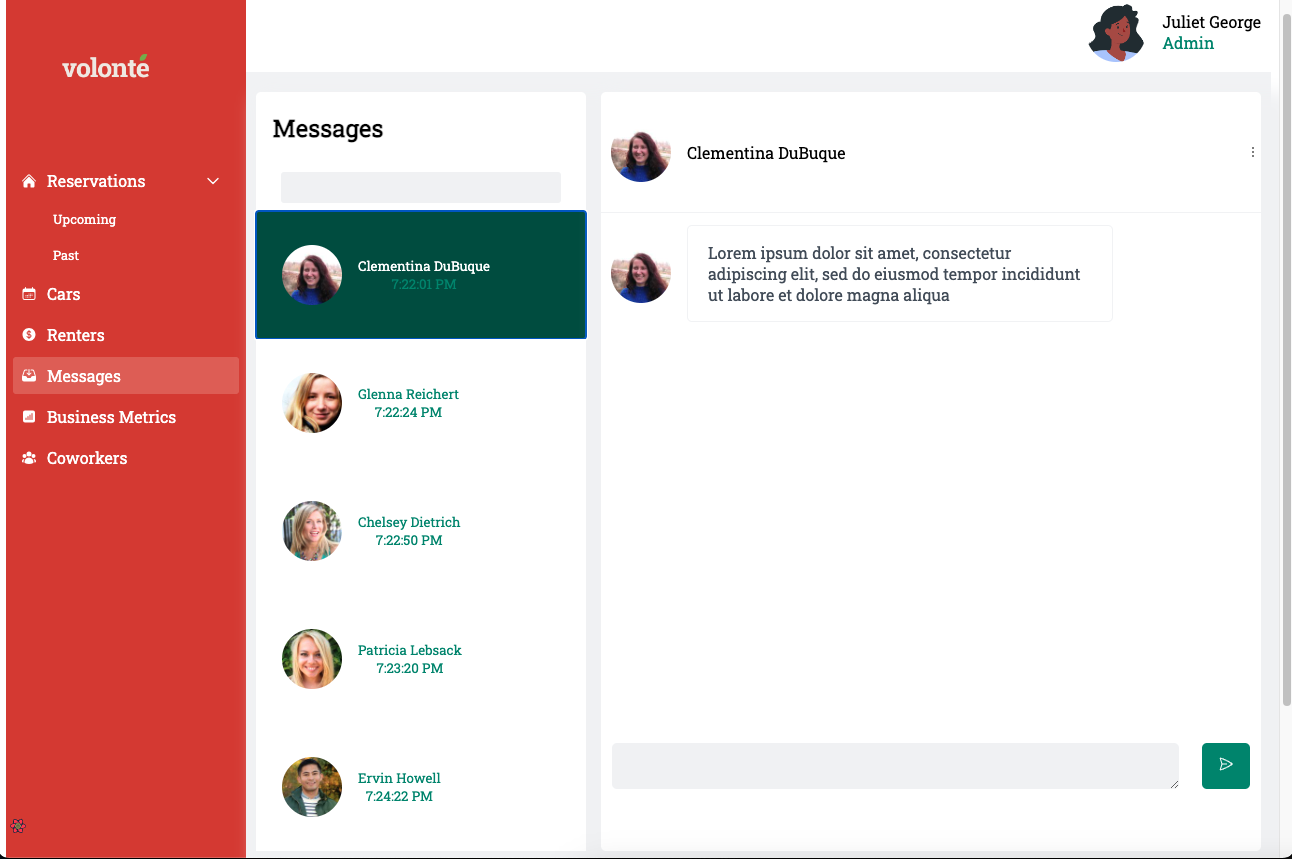 volonté
Reservations
Upcoming
Past
Cars
Renters
Messages
Business Metrics
Coworkers
Juliet George
Admin
Messages
Clementina DuBuque
7:22:01 PM
Glenna Reichert
7:22:24 PM
Chelsey Dietrich
7:22:50 PM
Patricia Lebsack
7:23:20 PM
Ervin Howell
7:24:22 PM
Clementina DuBuque
Lorem ipsum dolor sit amet, consectetur
adipiscing elit, sed do eiusmod tempor incididunt
ut labore et dolore magna aliqua